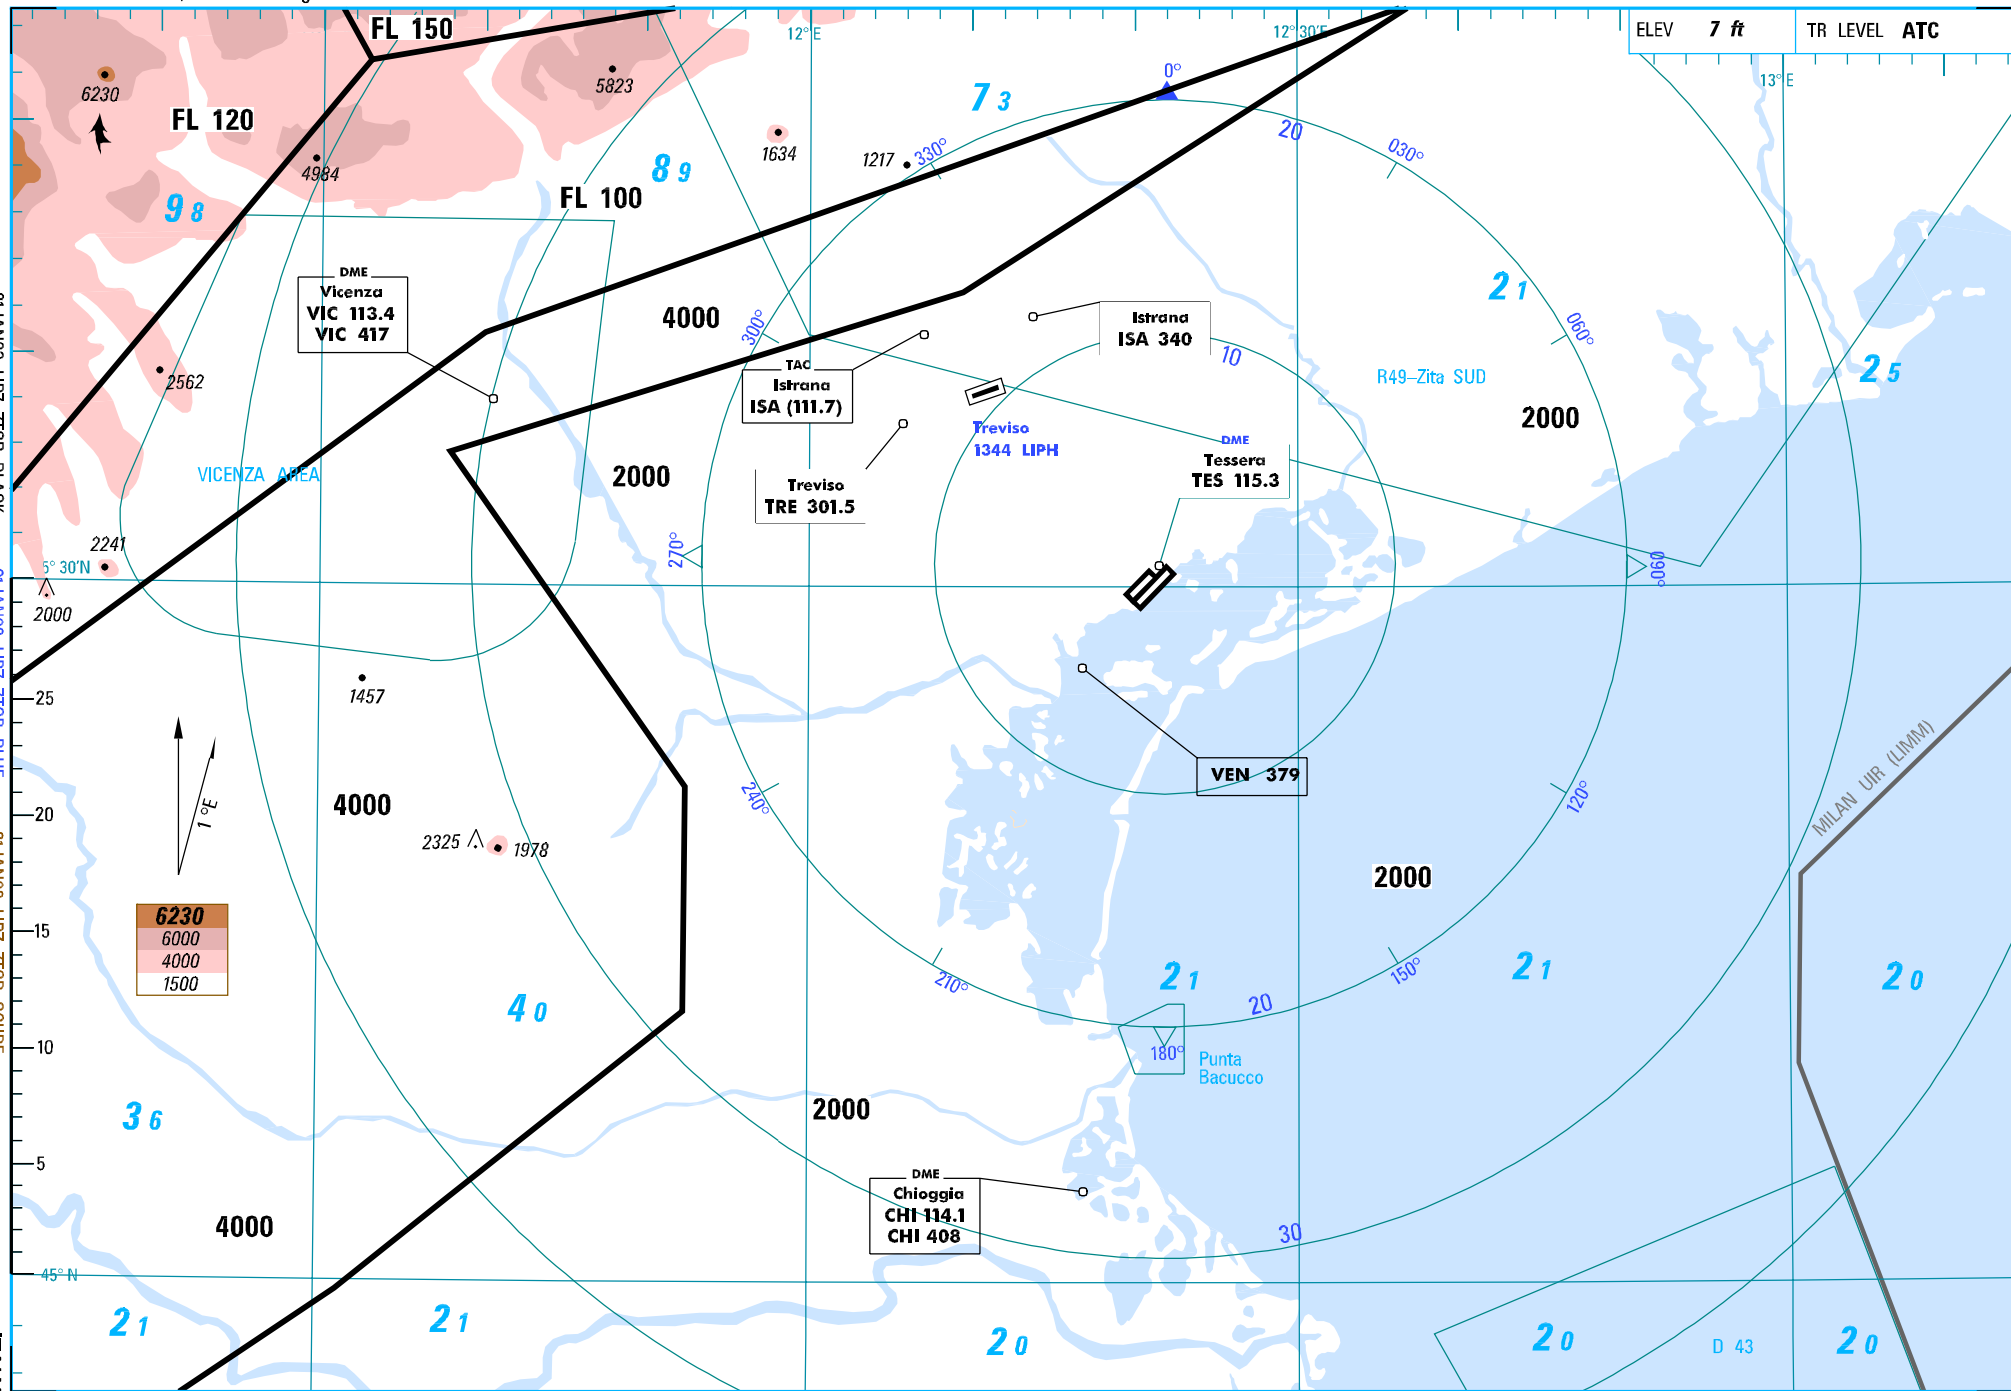 FL 150
12°E
12°30'E
ELEV 7 ft
TR LEVEL ATC
13°E
6230
FL 120
5823
7 3
0°
20
4984
1634
1217
330°
030°
9 8
8 9
FL 100
DME
Vicenza
VIC 113.4
VIC 417
4000
300°
Istrana
ISA 340
10
2 1
060°
2562
TAC
Istrana
ISA (111.7)
R49–Zita SUD
2 5
2000
VICENZA AREA
2000
Treviso
1344 LIPH
DME
Tessera
TES 115.3
Treviso
TRE 301.5
2241
5° 30'N
2000
270°
090°
25
1457
VEN 379
MILAN UIR (LIMM)
1 °E
20
4000
240°
120°
2325
1978
2000
6230
6000
4000
1500
15
4 0
210°
2 1
150°
2 1
2 0
20
10
180°
Punta
Bacucco
3 6
2000
5
DME
Chioggia
CHI 114.1
CHI 408
4000
30
45° N
2 1
2 1
2 0
2 0
D 43
2 0